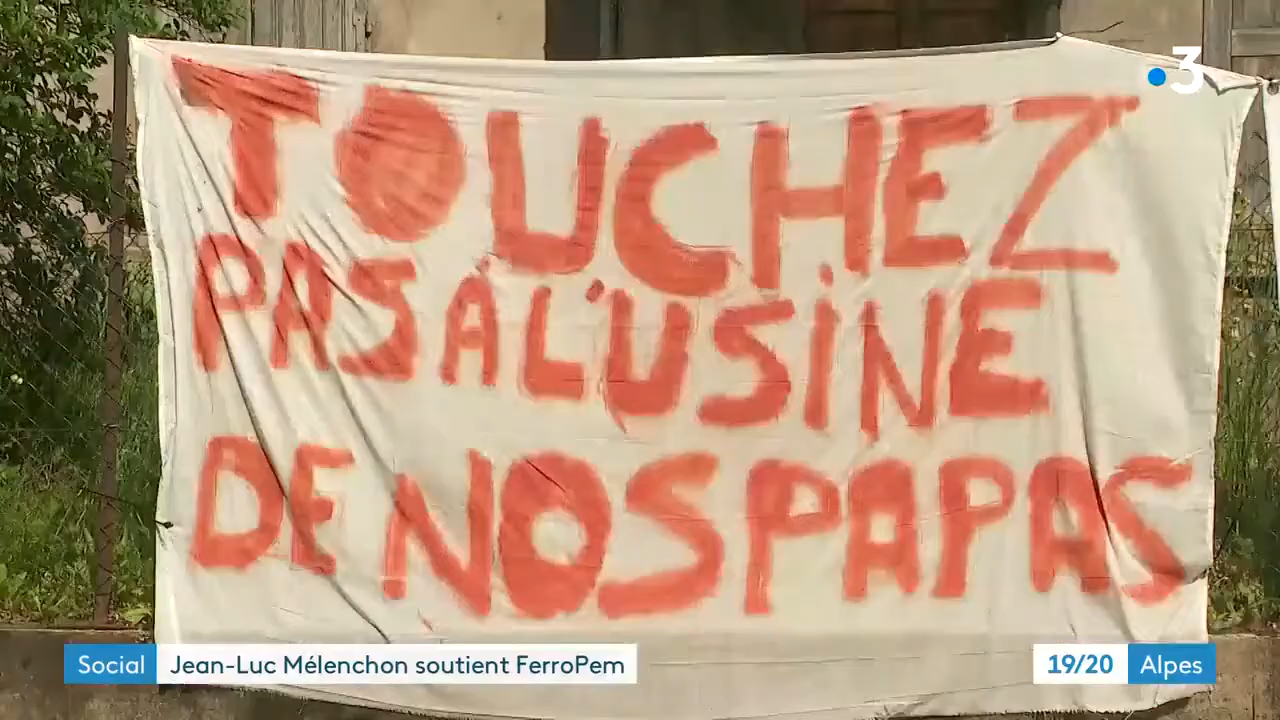 3
TOUCHEZ
PAS À L'USINE
DE NOS PAPAS
Social Jean-Luc Mélenchon soutient FerroPem
19/20 Alpes